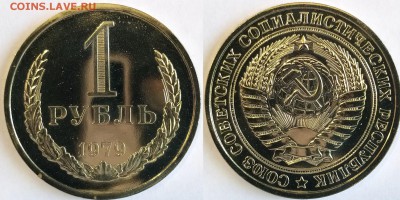 COINS.LAVE.RU
1
РУБЛЬ
1979
СОЮЗ СОВЕТСКИХ СОЦИАЛИСТИЧЕСКИХ РЕСПУБЛИК